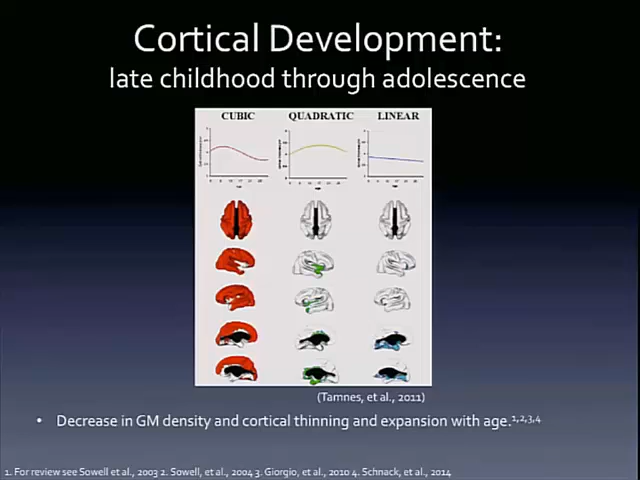 Cortical Development:
late childhood through adolescence
CUBIC QUADRATIC LINEAR
(Tamnes, et al., 2011)
• Decrease in GM density and cortical thinning and expansion with age.1,2,3,4
1. For review see Sowell et al., 2003 2. Sowell, et al., 2004 3. Giorgio, et al., 2010 4. Schnack, et al., 2014